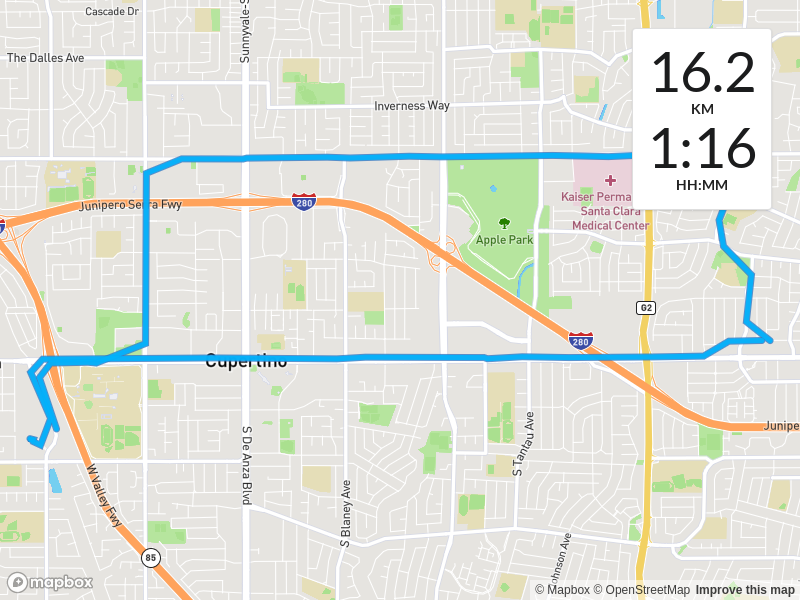 Cascade Dr
Sunnyvale-S
The Dalles Ave
Inverness Way
16.2
KM
1:16
HH:MM
Junipero Serra Fwy
280
Kaiser Perma
Santa Clara
Medical Center
Apple Park
G2
280
Cupertino
Junipe
S De Anza Blvd
S Tantau Ave
W Valley Fwy
S Blaney Ave
85
ohnson Ave
mapbox
© Mapbox © OpenStreetMap Improve this map